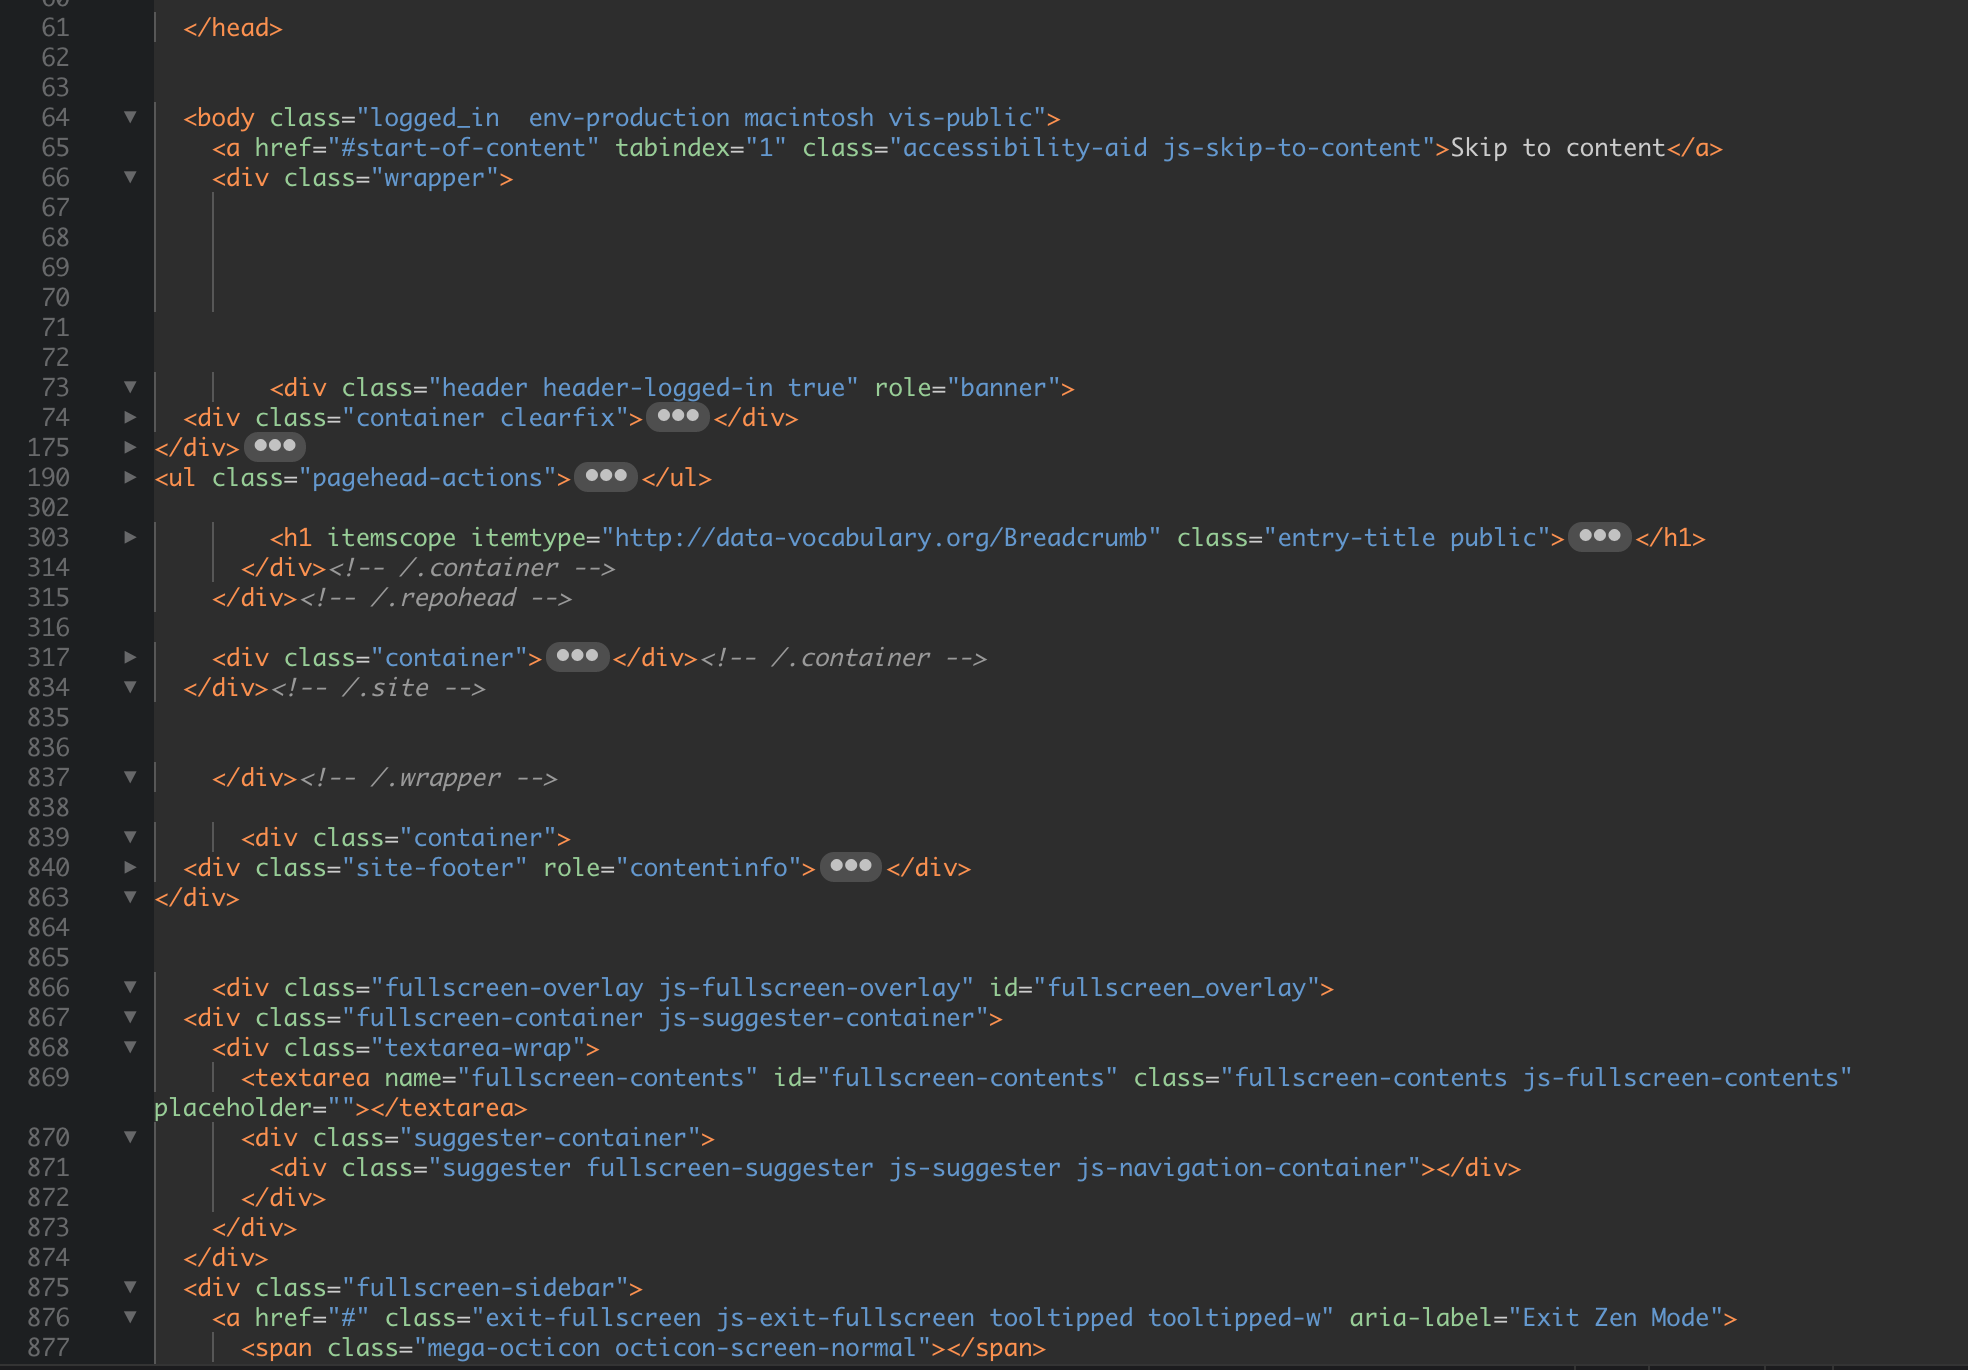 60
61 </head>
62
63
64 <body class="logged_in  env-production macintosh vis-public">
65 <a href="#start-of-content" tabindex="1" class="accessibility-aid js-skip-to-content">Skip to content</a>
66 <div class="wrapper">
67
68
69
70
71
72
73 <div class="header header-logged-in true" role="banner">
74 <div class="container clearfix">•••</div>
175 </div>•••
190 <ul class="pagehead-actions">•••</ul>
302
303 <h1 itemscope itemtype="http://data-vocabulary.org/Breadcrumb" class="entry-title public">•••</h1>
314 </div><!-- /.container -->
315 </div><!-- /.repohead -->
316
317 <div class="container">•••</div><!-- /.container -->
834 </div><!-- /.site -->
835
836
837 </div><!-- /.wrapper -->
838
839 <div class="container">
840 <div class="site-footer" role="contentinfo">•••</div>
863 </div>
864
865
866 <div class="fullscreen-overlay js-fullscreen-overlay" id="fullscreen_overlay">
867 <div class="fullscreen-container js-suggester-container">
868 <div class="textarea-wrap">
869 <textarea name="fullscreen-contents" id="fullscreen-contents" class="fullscreen-contents js-fullscreen-contents"
placeholder=""></textarea>
870 <div class="suggester-container">
871 <div class="suggester fullscreen-suggester js-suggester js-navigation-container"></div>
872 </div>
873 </div>
874 </div>
875 <div class="fullscreen-sidebar">
876 <a href="#" class="exit-fullscreen js-exit-fullscreen tooltipped tooltipped-w" aria-label="Exit Zen Mode">
877 <span class="mega-octicon octicon-screen-normal"></span>